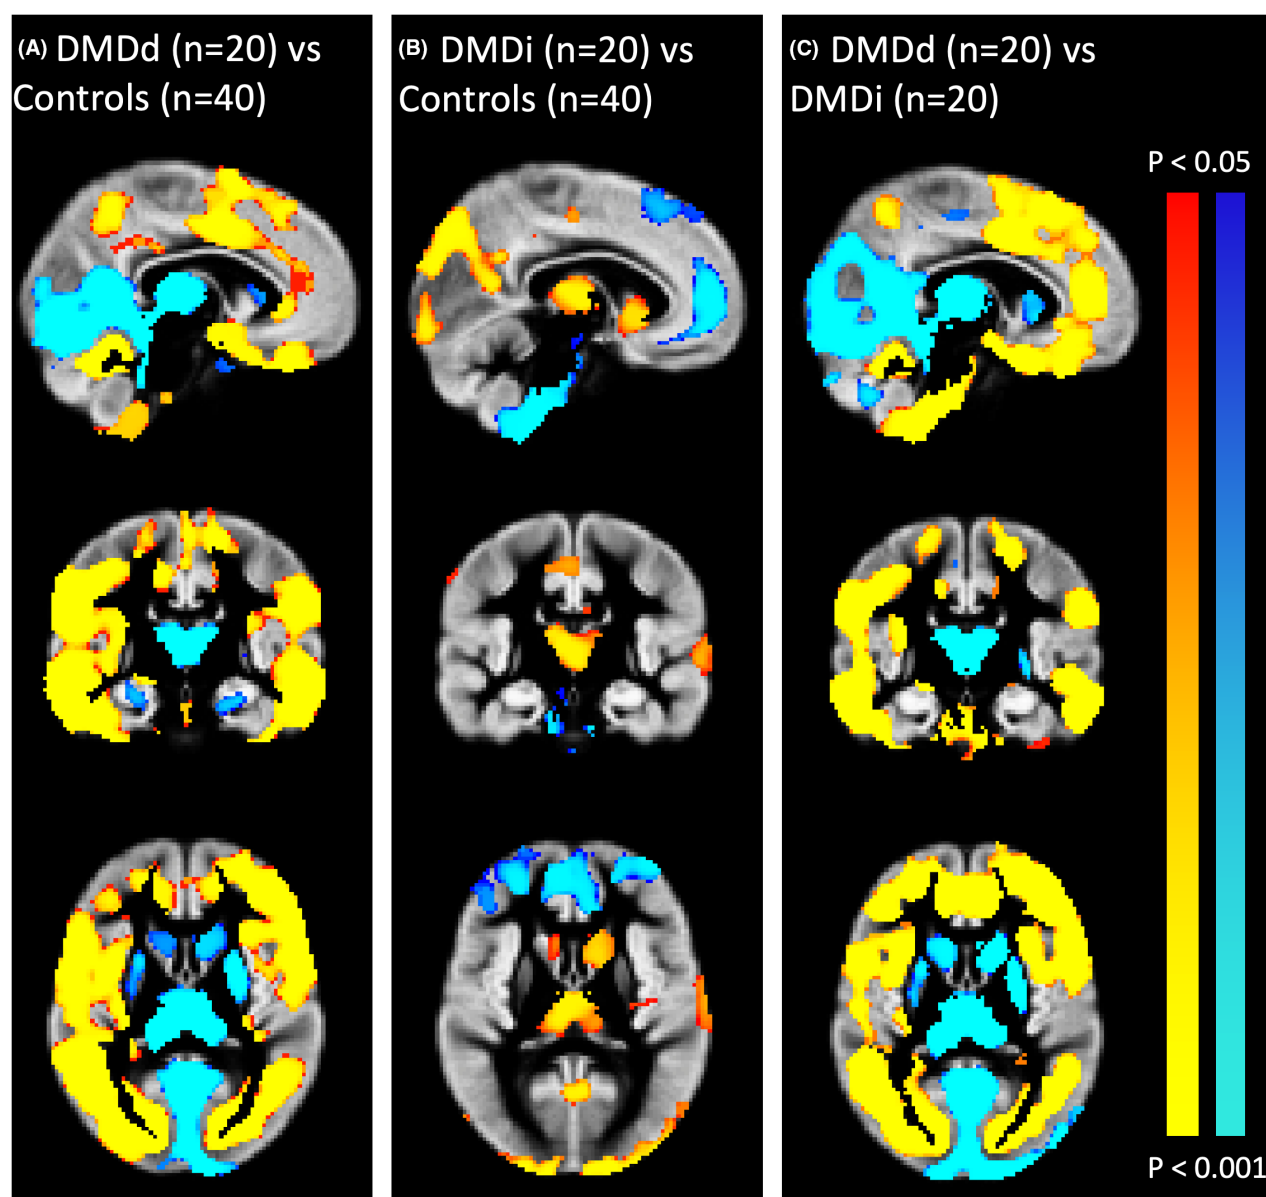 (A) DMDd (n=20) vs
Controls (n=40)
(B) DMDi (n=20) vs
Controls (n=40)
(C) DMDd (n=20) vs
DMDi (n=20)
P < 0.05
P < 0.001